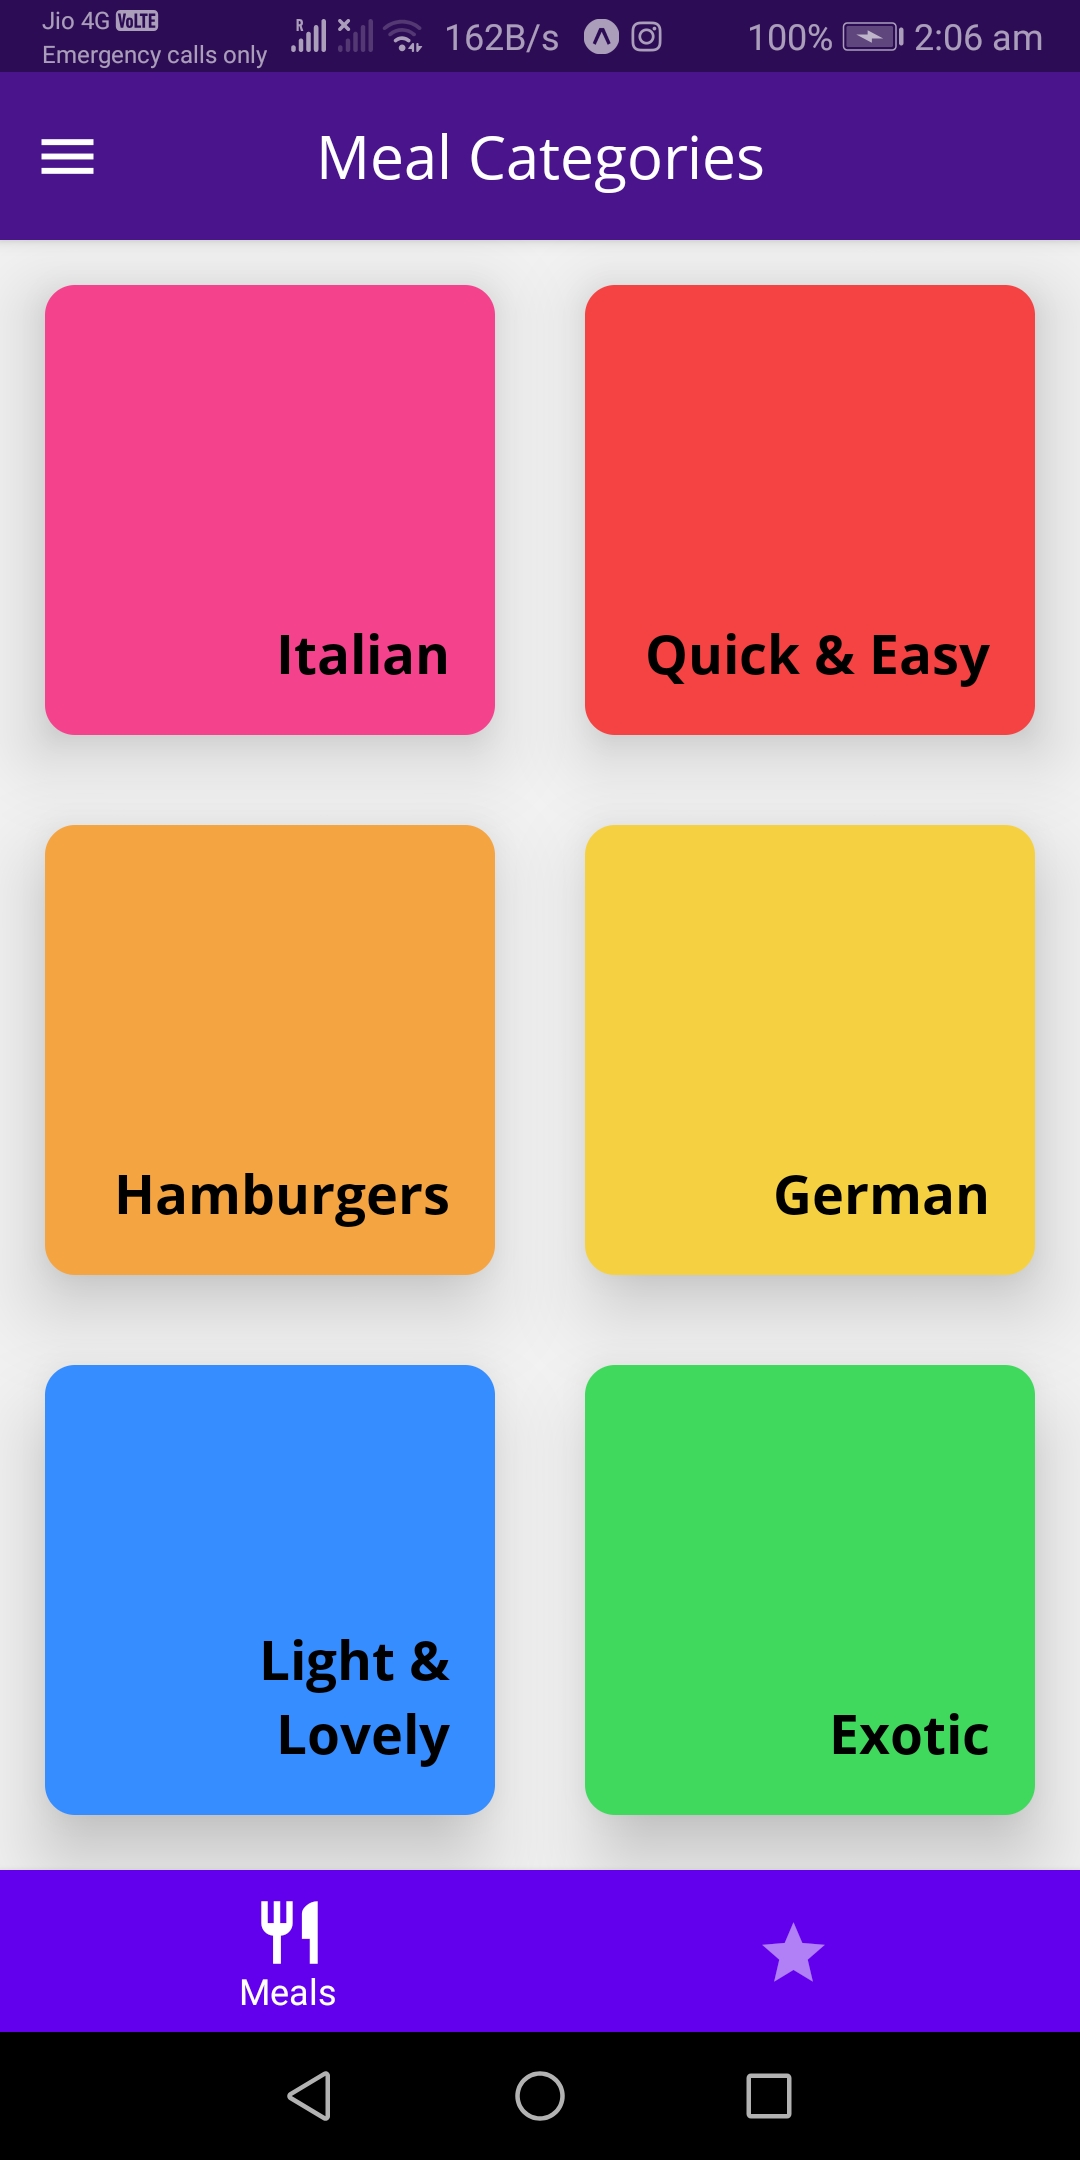 Jio 4G VoLTE
Emergency calls only
R
162B/s
100%
2:06 am
Meal Categories
Italian
Quick & Easy
Hamburgers
German
Light &
Lovely
Exotic
Meals